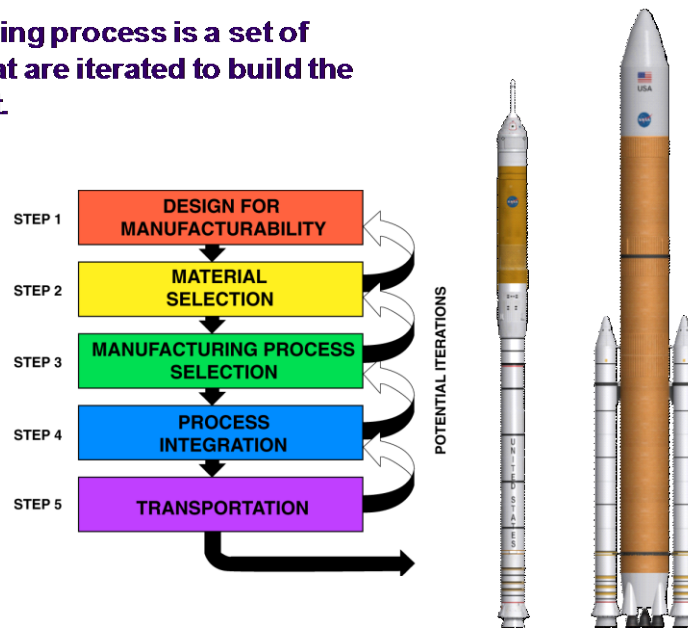 ing process is a set of
at are iterated to build the
t.
STEP 1
DESIGN FOR
MANUFACTURABILITY
STEP 2
MATERIAL
SELECTION
STEP 3
MANUFACTURING PROCESS
SELECTION
STEP 4
PROCESS
INTEGRATION
STEP 5
TRANSPORTATION
POTENTIAL ITERATIONS
UNITED STATES
USA
NASA